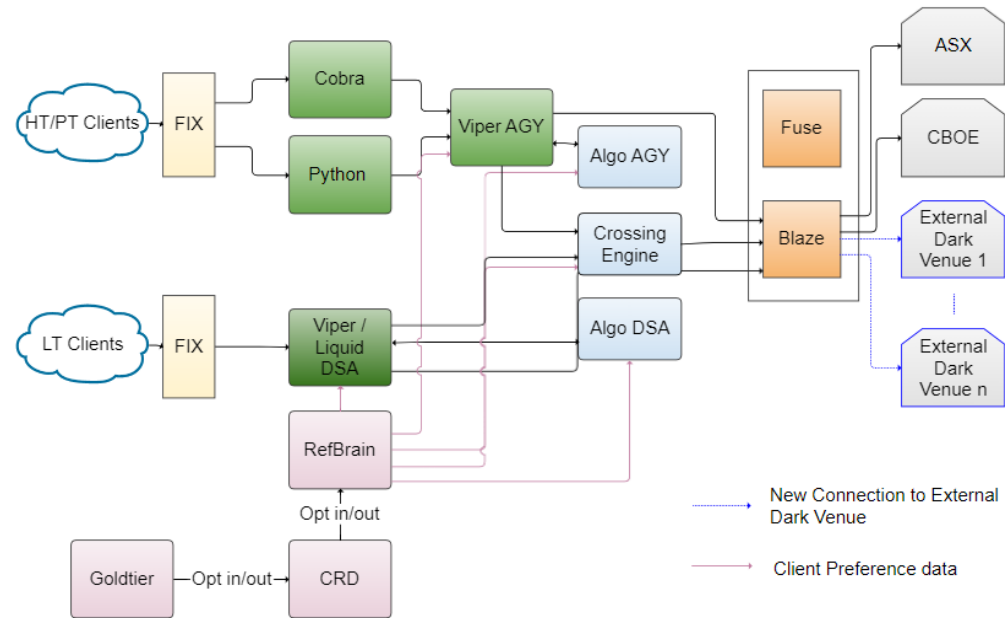 ASX
Cobra
HT/PT Clients
FIX
Viper AGY
Fuse
CBOE
Python
Algo AGY
Crossing
Engine
Blaze
External
Dark
Venue 1
LT Clients
FIX
Viper /
Liquid
DSA
Algo DSA
External
Dark
Venue n
RefBrain
Opt in/out
New Connection to External
Dark Venue
Goldtier
Opt in/out
CRD
Client Preference data